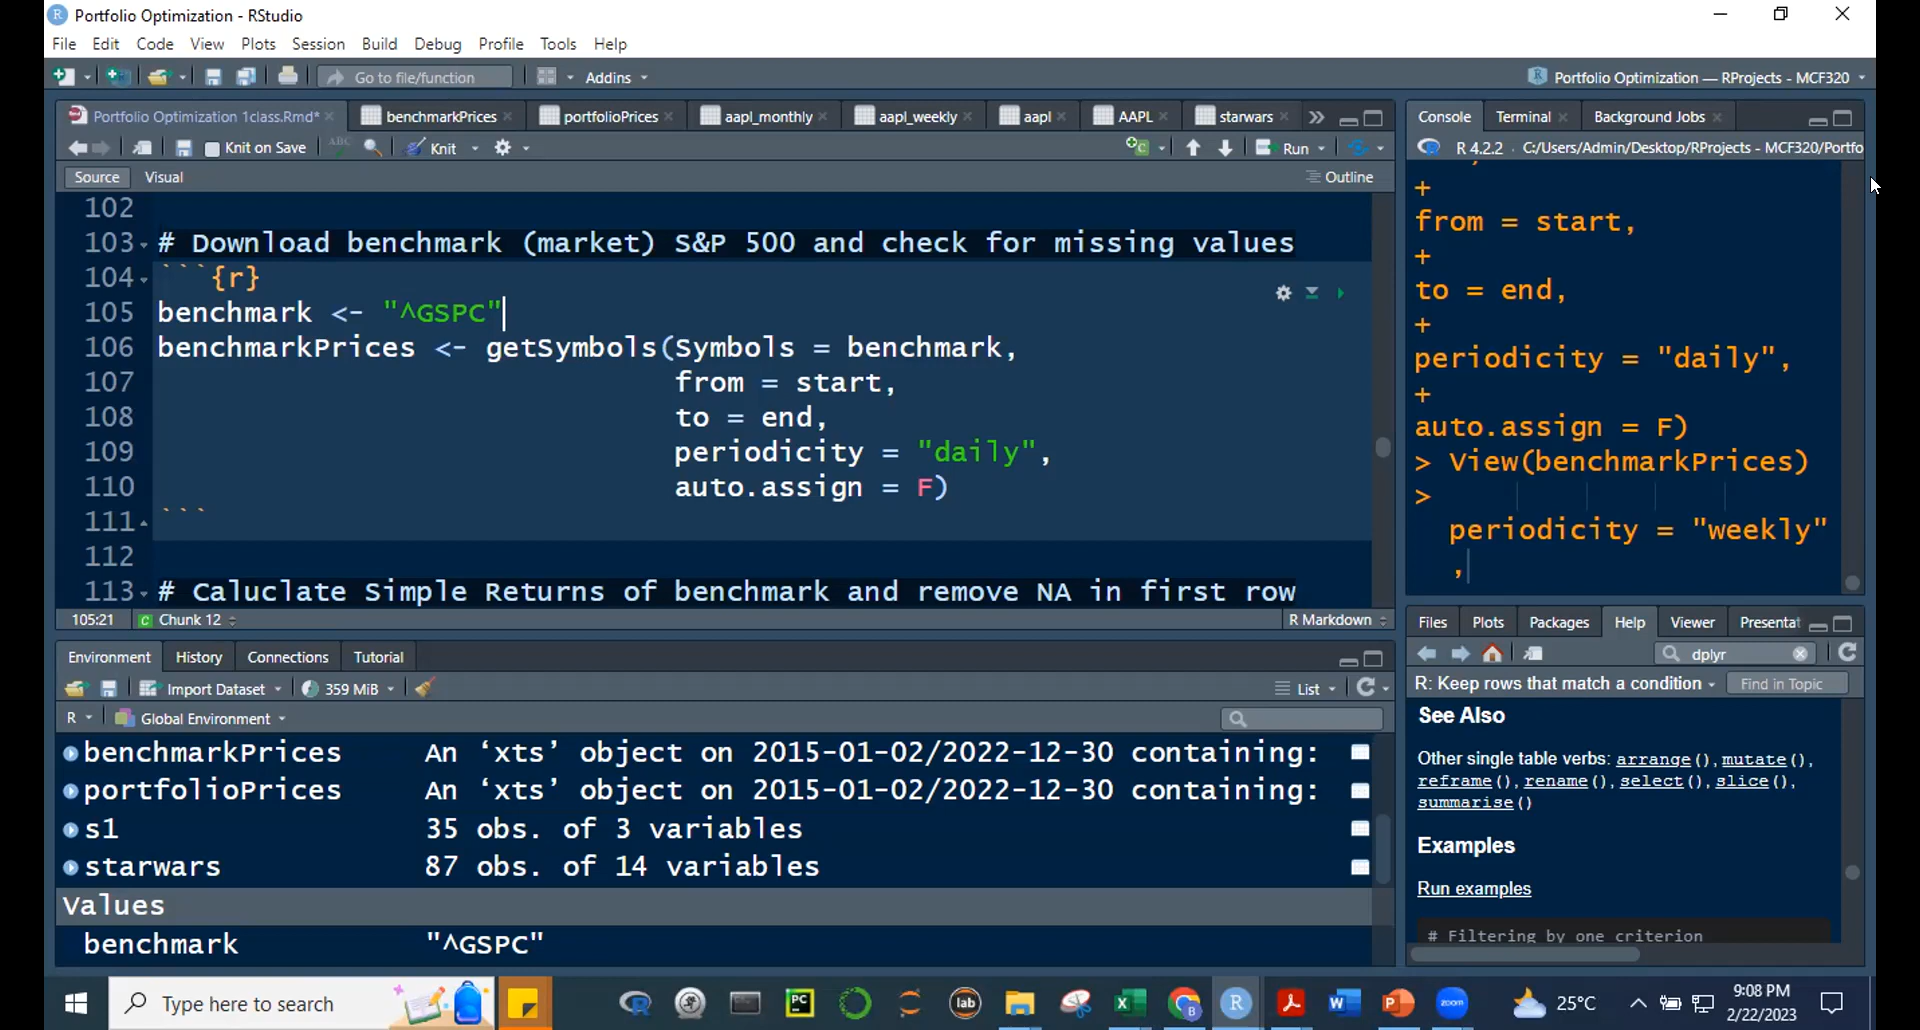 Portfolio Optimization - RStudio
File Edit Code View Plots Session Build Debug Profile Tools Help
Go to file/function Addins Portfolio Optimization — RProjects - MCF320
Portfolio Optimization 1class.Rmd* benchmarkPrices portfolioPrices aapl_monthly aapl_weekly aapl AAPL starwars
Knit on Save ABC Knit Run
Source Visual Outline
102
103 # Download benchmark (market) S&P 500 and check for missing values
104 ```{r}
105 benchmark <- "^GSPC"
106 benchmarkPrices <- getSymbols(Symbols = benchmark,
107 from = start,
108 to = end,
109 periodicity = "daily",
110 auto.assign = F)
111 ```
112
113 # Caluclate Simple Returns of benchmark and remove NA in first row
105:21 C Chunk 12 R Markdown
Console Terminal Background Jobs
R 4.2.2 · C:/Users/Admin/Desktop/RProjects - MCF320/Portfo
+
from = start,
+
to = end,
+
periodicity = "daily",
+
auto.assign = F)
> View(benchmarkPrices)
>
periodicity = "weekly"
,
Environment History Connections Tutorial
Import Dataset 359 MiB List
R Global Environment
benchmarkPrices An ‘xts’ object on 2015-01-02/2022-12-30 containing:
portfolioPrices An ‘xts’ object on 2015-01-02/2022-12-30 containing:
s1 35 obs. of 3 variables
starwars 87 obs. of 14 variables
Values
benchmark "^GSPC"
Files Plots Packages Help Viewer Presentat
dplyr
R: Keep rows that match a condition Find in Topic
See Also
Other single table verbs: arrange(), mutate(),
reframe(), rename(), select(), slice(),
summarise()
Examples
Run examples
# Filtering by one criterion
Type here to search PC lab R zoom 25°C 9:08 PM
2/22/2023